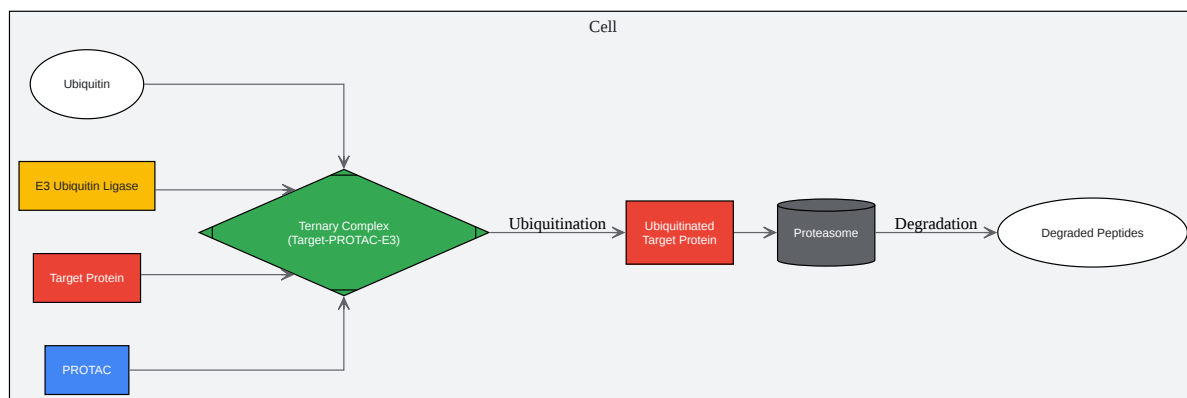 Cell
Ubiquitin
E3 Ubiquitin Ligase
Target Protein
PROTAC
Ternary Complex
(Target-PROTAC-E3)
Ubiquitination
Ubiquitinated
Target Protein
Proteasome
Degradation
Degraded Peptides